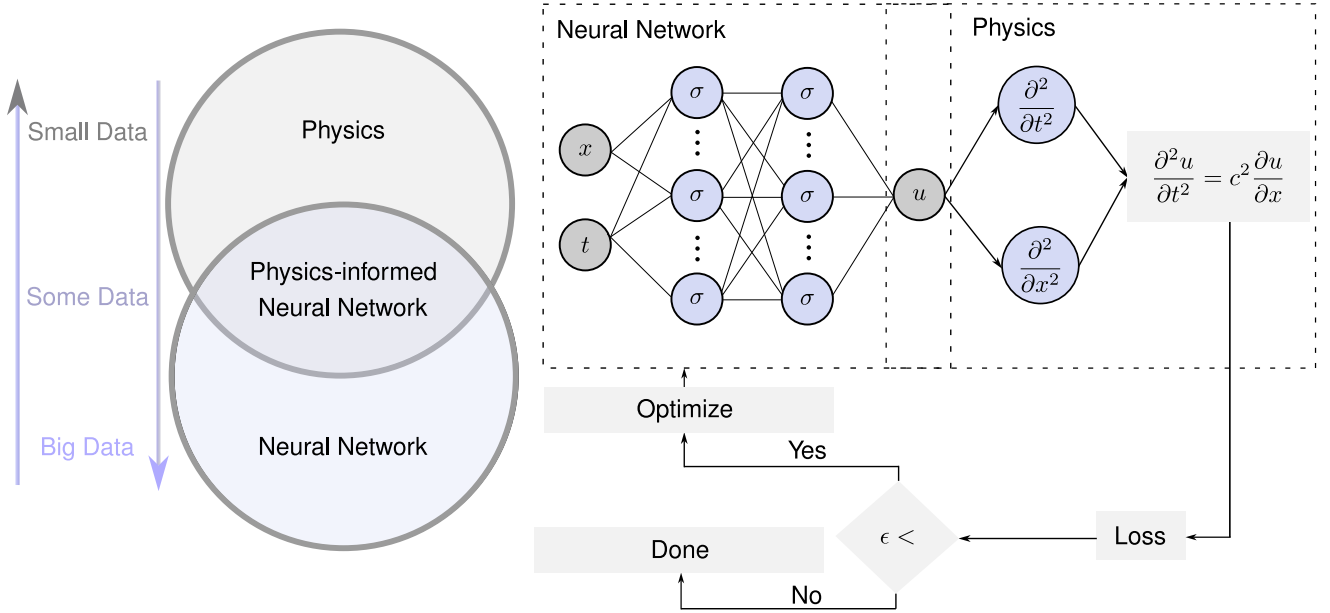 Small Data
Some Data
Big Data
Physics
Physics-informed
Neural Network
Neural Network
Neural Network
Physics
x
t
σ
σ
σ
σ
σ
σ
u
∂²/∂t²
∂²/∂x²
∂²u/∂t² = c² ∂u/∂x
Optimize
Yes
ϵ <
Loss
Done
No